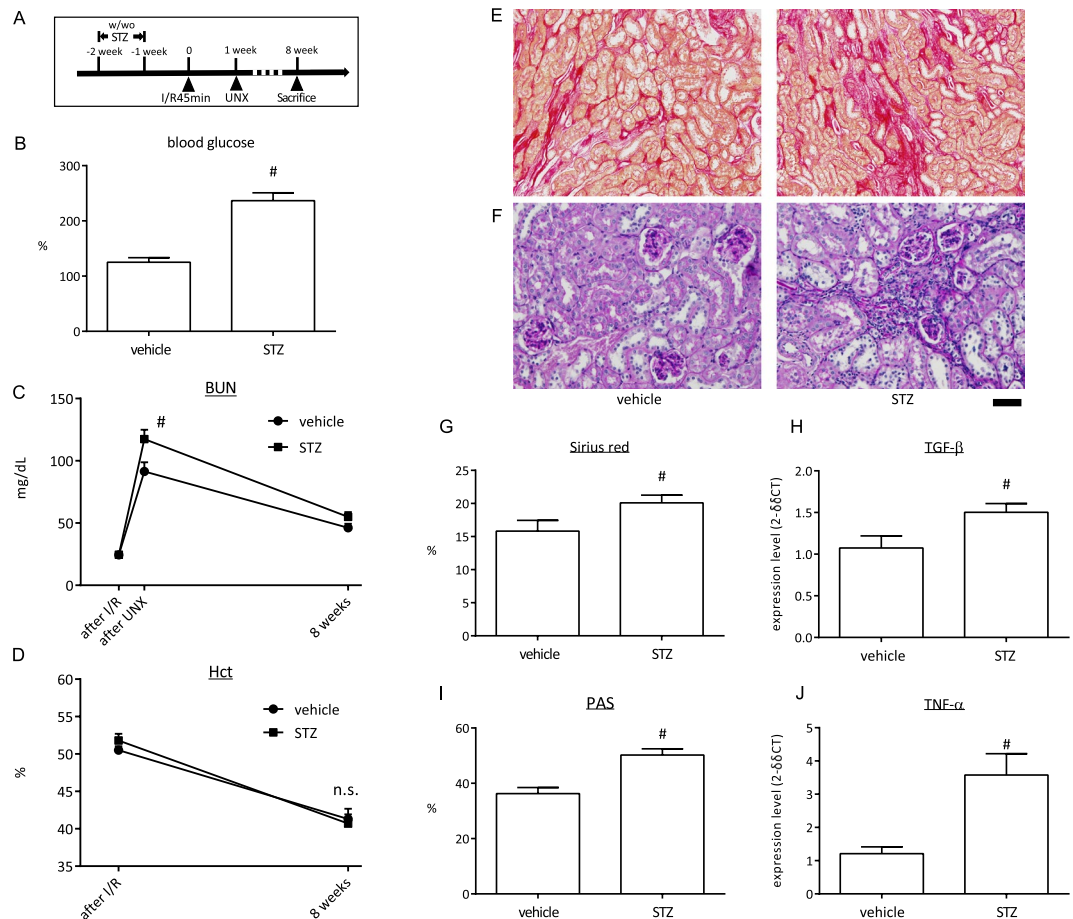 A
w/wo
STZ
-2 week
-1 week
0
1 week
8 week
I/R45min
UNX
Sacrifice
B
blood glucose
300
200
100
0
%
vehicle
STZ
#
C
BUN
150
100
50
0
mg/dL
#
vehicle
STZ
after I/R
after UNX
8 weeks
D
Hct
60
55
50
45
40
35
%
vehicle
STZ
n.s.
after I/R
8 weeks
E
F
vehicle
STZ
G
Sirius red
25
20
15
10
5
0
%
#
vehicle
STZ
H
TGF-β
2.0
1.5
1.0
0.5
0.0
expression level (2-δδCT)
#
vehicle
STZ
I
PAS
60
40
20
0
%
#
vehicle
STZ
J
TNF-α
5
4
3
2
1
0
expression level (2-δδCT)
#
vehicle
STZ